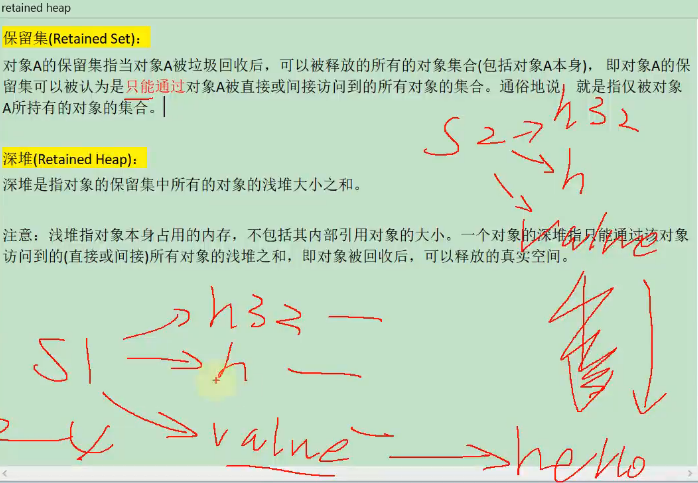 retained heap
保留集(Retained Set):
对象A的保留集指当对象A被垃圾回收后，可以被释放的所有的对象集合(包括对象A本身)，即对象A的保
留集可以被认为是只能通过对象A被直接或间接访问到的所有对象的集合。通俗地说，就是指仅被对象
A所持有的对象的集合。
深堆(Retained Heap):
深堆是指对象的保留集中所有的对象的浅堆大小之和。
注意：浅堆指对象本身占用的内存，不包括其内部引用对象的大小。一个对象的深堆指只能通过该对象
访问到的(直接或间接)所有对象的浅堆之和，即对象被回收后，可以释放的真实空间。
S2 h32
h
value
h32
S1 h
value hello